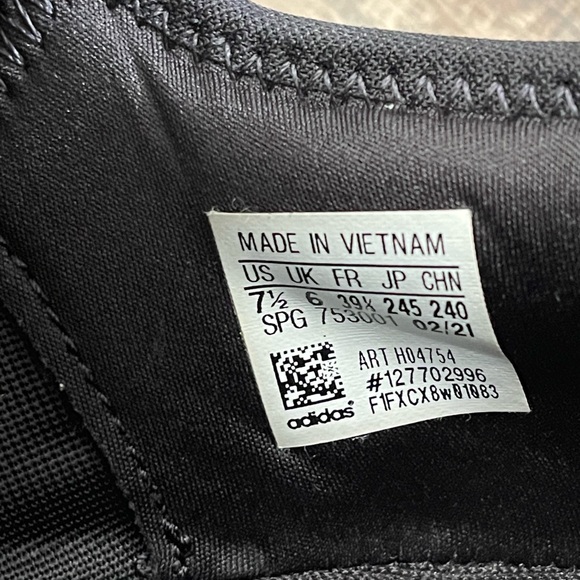 MADE IN VIETNAM
US UK FR JP CHN
7½ 6 39⅓ 245 240
SPG 753001 02/21
ART H04754
#127702996
F1FXCX8W01083
adidas